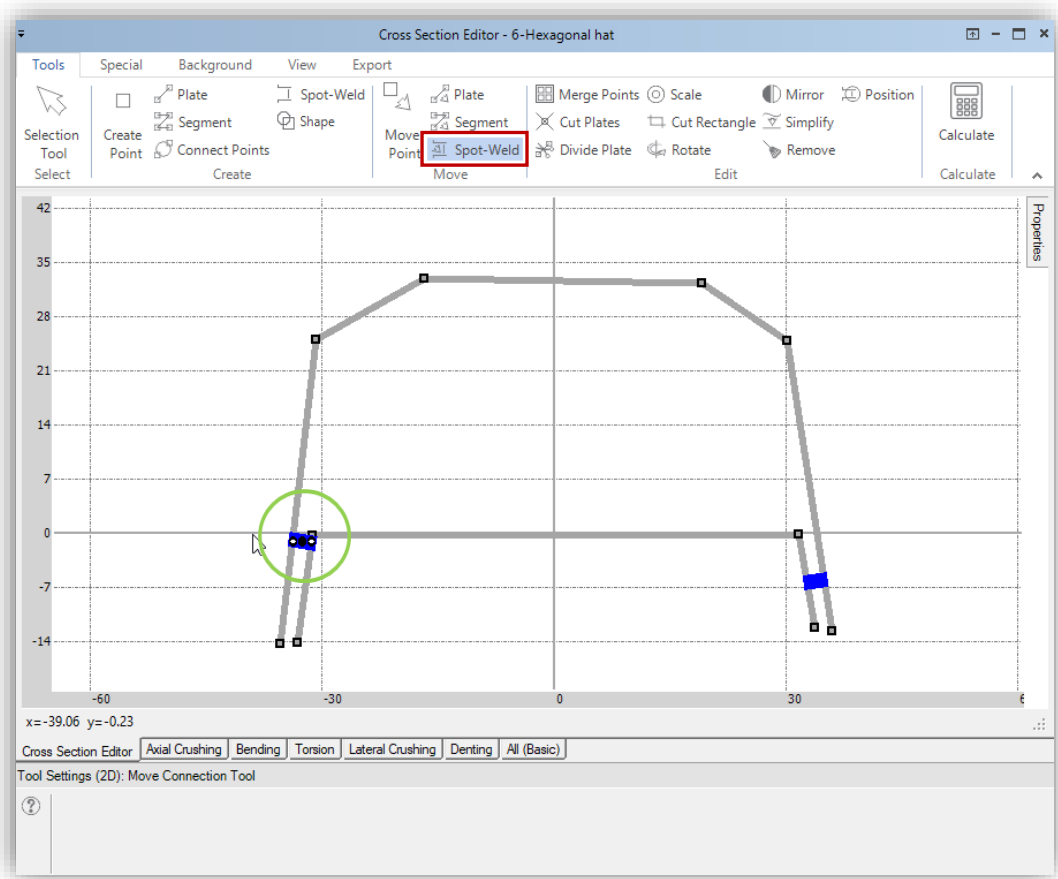 Cross Section Editor - 6-Hexagonal hat
Tools Special Background View Export
Selection Tool
Select
Create Point
Plate
Segment
Connect Points
Spot-Weld
Shape
Create
Move Point
Plate
Segment
Spot-Weld
Move
Merge Points
Cut Plates
Divide Plate
Scale
Cut Rectangle
Rotate
Mirror
Simplify
Remove
Position
Edit
Calculate
Calculate
Properties
42
35
28
21
14
7
0
-7
-14
-60 -30 0 30 6
x=-39.06 y=-0.23
Cross Section Editor Axial Crushing Bending Torsion Lateral Crushing Denting All (Basic)
Tool Settings (2D): Move Connection Tool
?